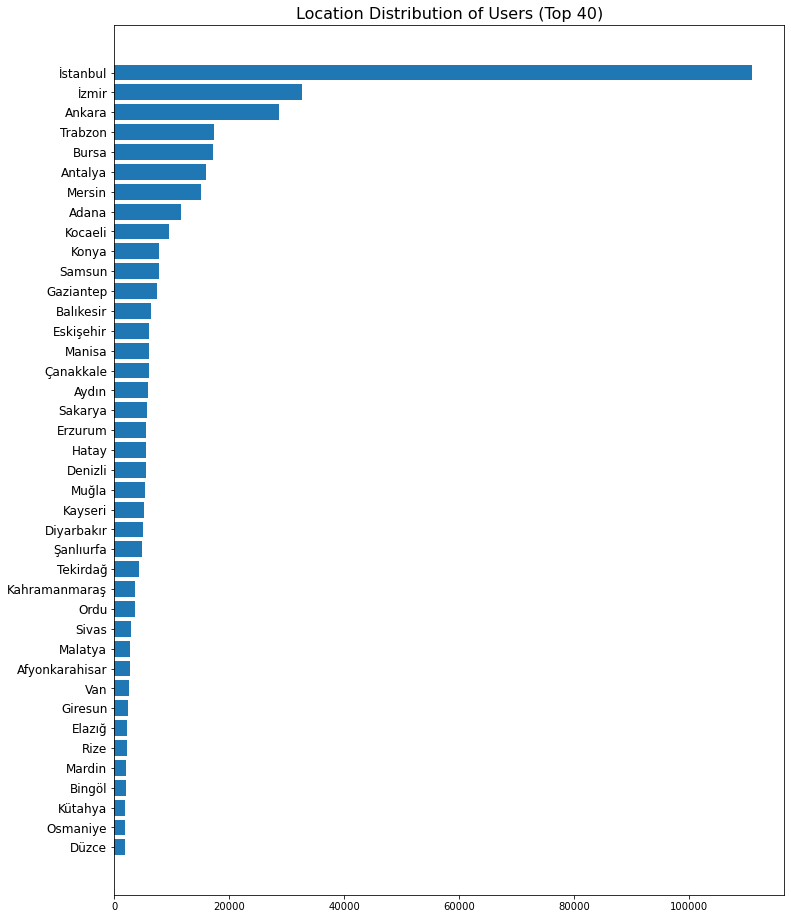 Location Distribution of Users (Top 40)
İstanbul
İzmir
Ankara
Trabzon
Bursa
Antalya
Mersin
Adana
Kocaeli
Konya
Samsun
Gaziantep
Balıkesir
Eskişehir
Manisa
Çanakkale
Aydın
Sakarya
Erzurum
Hatay
Denizli
Muğla
Kayseri
Diyarbakır
Şanlıurfa
Tekirdağ
Kahramanmaraş
Ordu
Sivas
Malatya
Afyonkarahisar
Van
Giresun
Elazığ
Rize
Mardin
Bingöl
Kütahya
Osmaniye
Düzce
0 20000 40000 60000 80000 100000